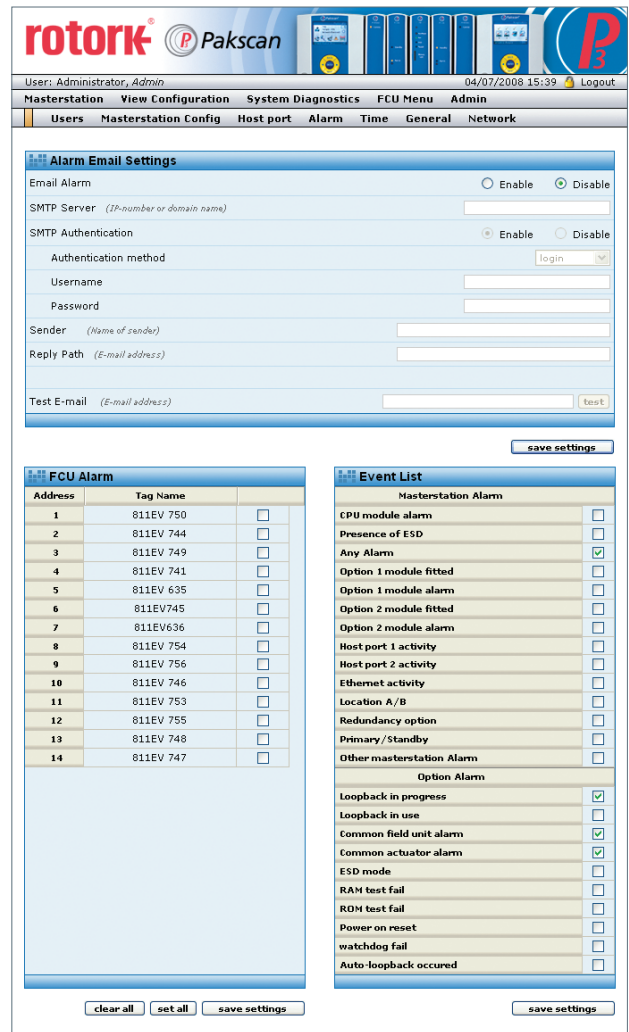 rotork® P Pakscan
P3
User: Administrator, Admin 04/07/2008 15:39 Logout
Masterstation View Configuration System Diagnostics FCU Menu Admin
Users Masterstation Config Host port Alarm Time General Network
Alarm Email Settings
Email Alarm Enable Disable
SMTP Server (IP-number or domain name)
SMTP Authentication Enable Disable
Authentication method login
Username
Password
Sender (Name of sender)
Reply Path (E-mail address)
Test E-mail (E-mail address) test
save settings
FCU Alarm
Address Tag Name
1 811EV 750
2 811EV 744
3 811EV 749
4 811EV 741
5 811EV 635
6 811EV745
7 811EV636
8 811EV 754
9 811EV 756
10 811EV 746
11 811EV 753
12 811EV 755
13 811EV 748
14 811EV 747
clear all set all save settings
Event List
Masterstation Alarm
CPU module alarm
Presence of ESD
Any Alarm
Option 1 module fitted
Option 1 module alarm
Option 2 module fitted
Option 2 module alarm
Host port 1 activity
Host port 2 activity
Ethernet activity
Location A/B
Redundancy option
Primary/Standby
Other masterstation Alarm
Option Alarm
Loopback in progress
Loopback in use
Common field unit alarm
Common actuator alarm
ESD mode
RAM test fail
ROM test fail
Power on reset
watchdog fail
Auto-loopback occured
save settings